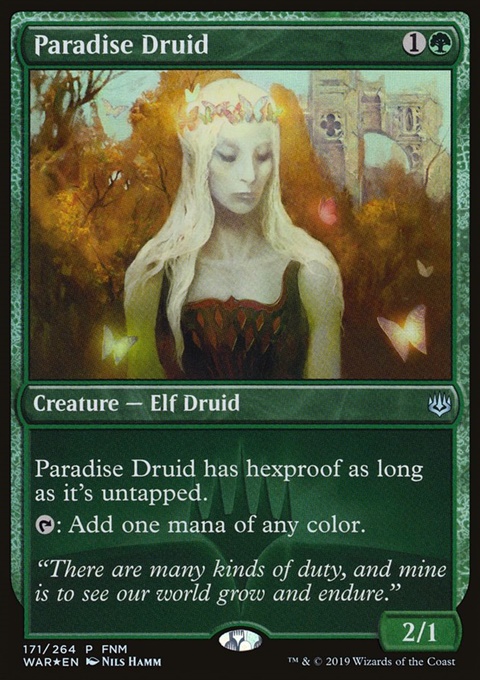 Paradise Druid 1
Creature — Elf Druid
Paradise Druid has hexproof as long
as it's untapped.
: Add one mana of any color.
“There are many kinds of duty, and mine
is to see our world grow and endure.”
2/1
171/264 P FNM
WAR★EN Nils Hamm
™ & © 2019 Wizards of the Coast